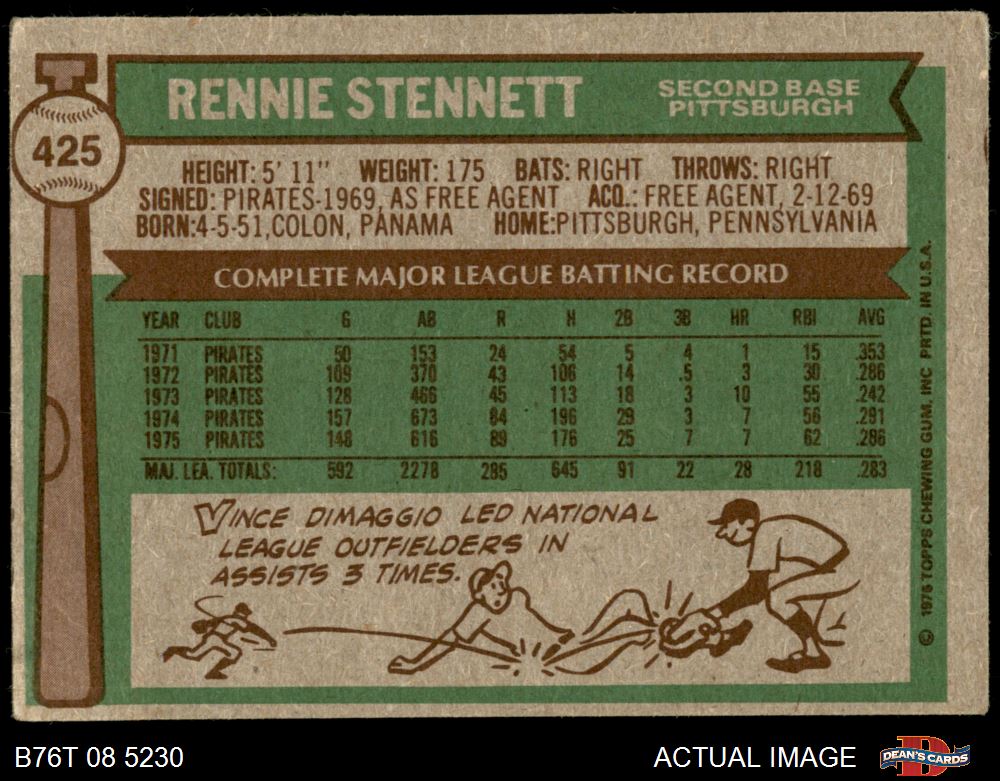 425
RENNIE STENNETT
SECOND BASE
PITTSBURGH
HEIGHT: 5' 11" WEIGHT: 175 BATS: RIGHT THROWS: RIGHT
SIGNED: PIRATES-1969, AS FREE AGENT ACQ.: FREE AGENT, 2-12-69
BORN:4-5-51,COLON, PANAMA HOME:PITTSBURGH, PENNSYLVANIA
COMPLETE MAJOR LEAGUE BATTING RECORD
YEAR CLUB G AB R H 2B 3B HR RBI AVG
1971 PIRATES 50 153 24 54 5 4 1 15 .353
1972 PIRATES 109 370 43 106 14 .5 3 30 .286
1973 PIRATES 128 466 45 113 18 3 10 55 .242
1974 PIRATES 157 673 84 196 29 3 7 56 .291
1975 PIRATES 148 616 89 176 25 7 7 62 .286
MAJ. LEA. TOTALS: 592 2278 285 645 91 22 28 218 .283
VINCE DIMAGGIO LED NATIONAL
LEAGUE OUTFIELDERS IN
ASSISTS 3 TIMES.
© 1976 TOPPS CHEWING GUM, INC PRTD. IN U.S.A.
B76T 08 5230
ACTUAL IMAGE
DEAN'S CARDS